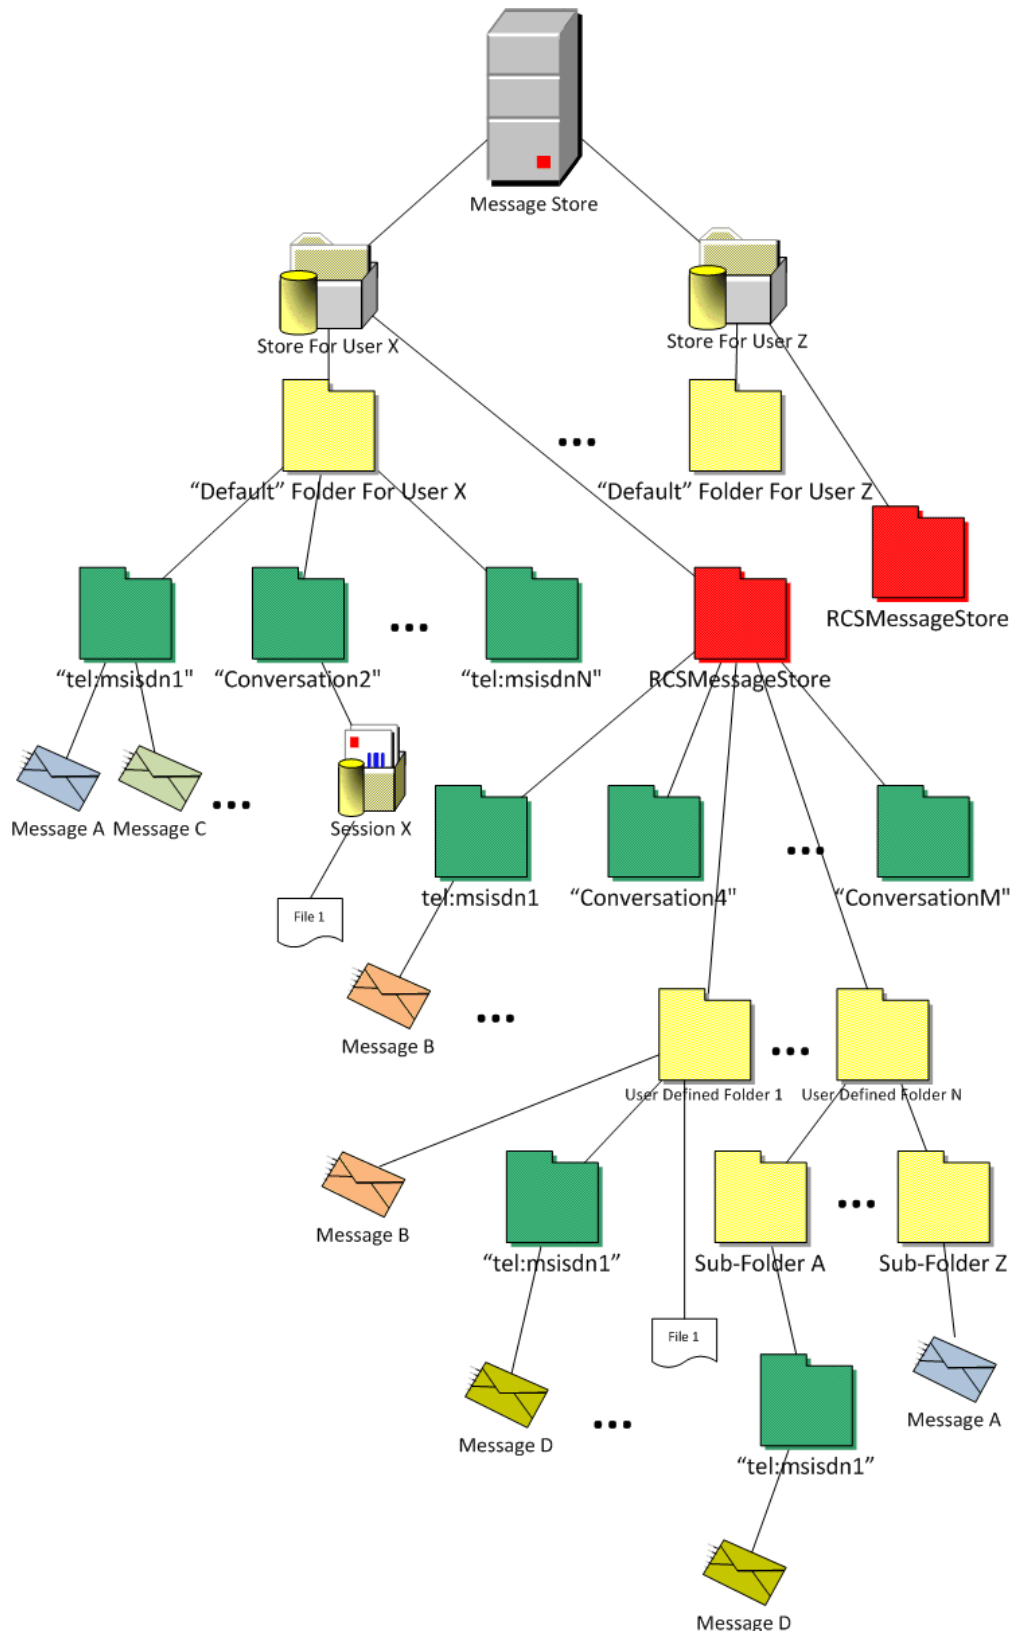 Message Store
Store For User X
Store For User Z
“Default” Folder For User X
“Default” Folder For User Z
RCSMessageStore
“tel:msisdn1"
“Conversation2"
“tel:msisdnN"
RCSMessageStore
Message A
Message C
Session X
tel:msisdn1
“Conversation4"
“ConversationM"
File 1
Message B
User Defined Folder 1
User Defined Folder N
Message B
“tel:msisdn1”
Sub-Folder A
Sub-Folder Z
File 1
Message D
Message A
“tel:msisdn1”
Message D